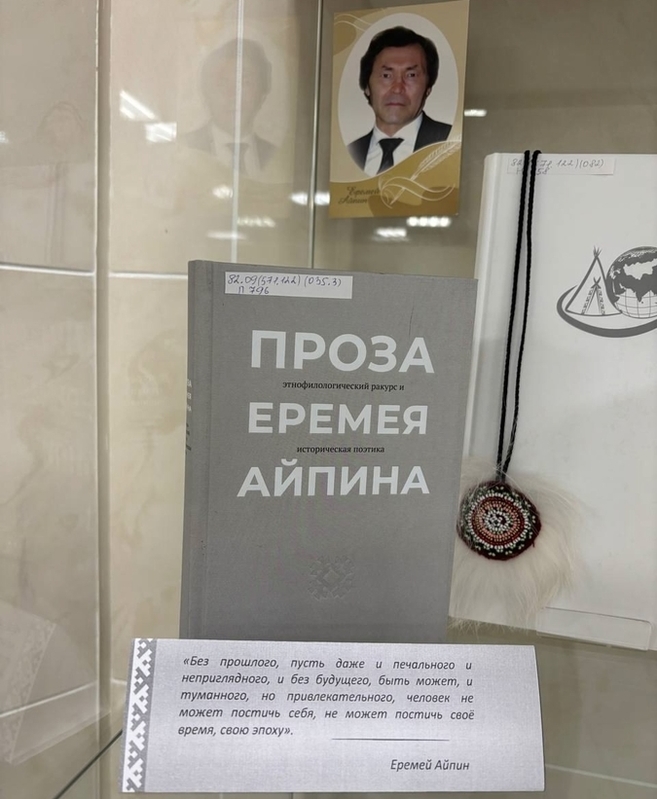 Еремей
Айпин
82.09(571.122)(035.3)
П 796
ПРОЗА
этнофилологический ракурс и
ЕРЕМЕЯ
историческая поэтика
АЙПИНА
«Без прошлого, пусть даже и печального и
неприглядного, и без будущего, быть может, и
туманного, но привлекательного, человек не
может постичь себя, не может постичь своё
время, свою эпоху».
Еремей Айпин